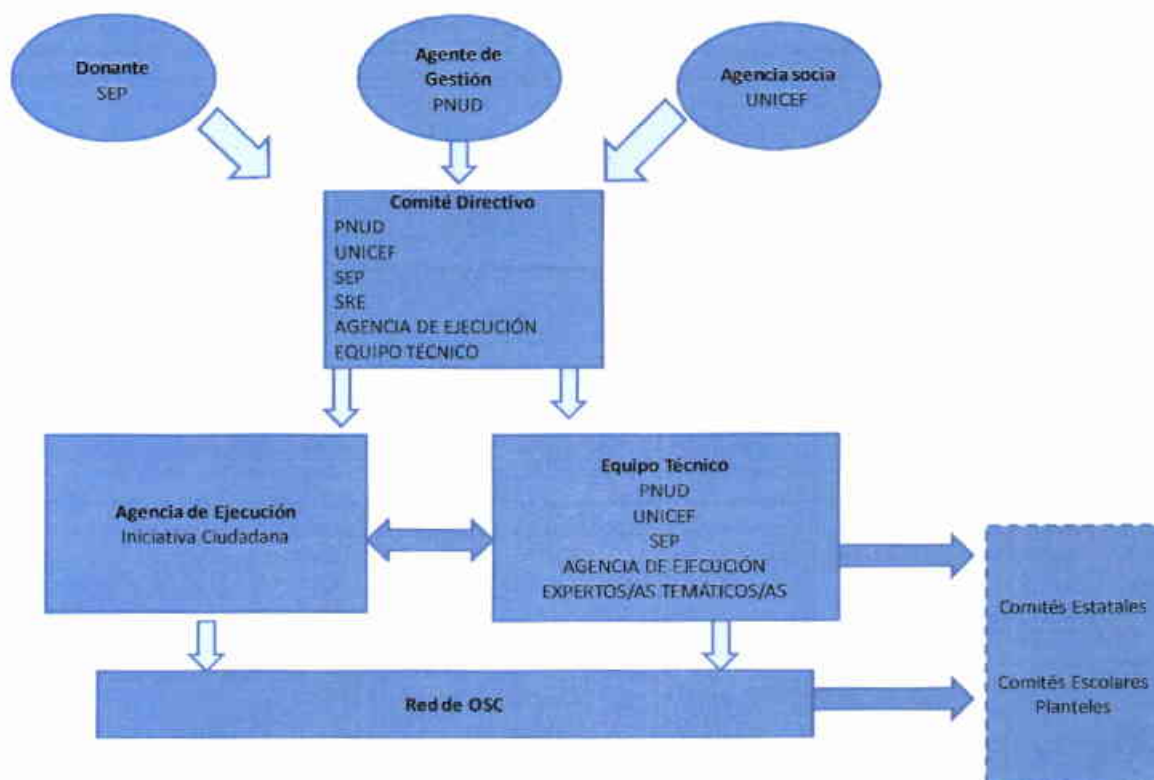 Donante
SEP
Agente de
Gestión
PNUD
Agencia socia
UNICEF
Comité Directivo
PNUD
UNICEF
SEP
SRE
AGENCIA DE EJECUCIÓN
EQUIPO TÉCNICO
Agencia de Ejecución
Iniciativa Ciudadana
Equipo Técnico
PNUD
UNICEF
SEP
AGENCIA DE EJECUCIÓN
EXPERTOS/AS TEMÁTICOS/AS
Comités Estatales
Comités Escolares
Planteles
Red de OSC